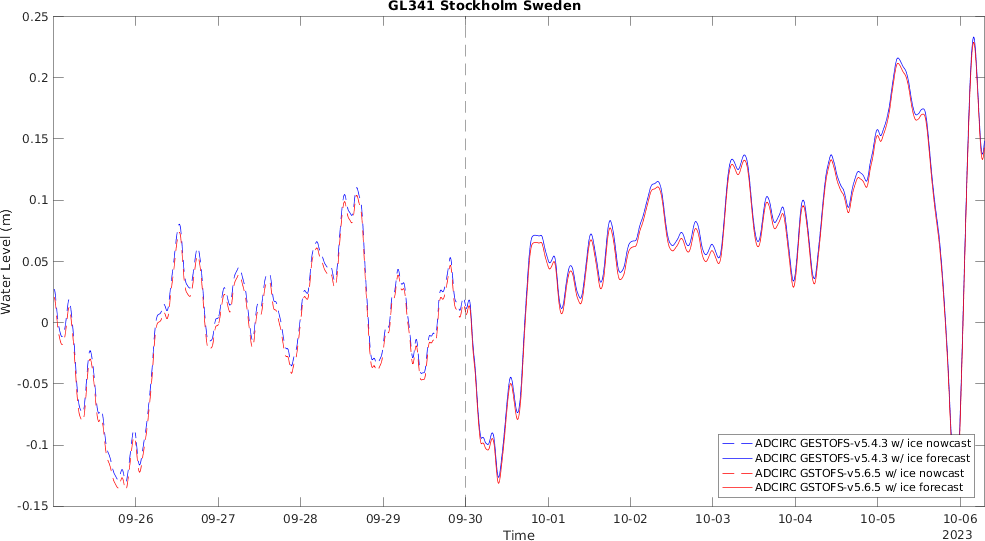 GL341 Stockholm Sweden
0.25
0.2
0.15
0.1
0.05
0
-0.05
-0.1
-0.15
Water Level (m)
09-26 09-27 09-28 09-29 09-30 10-01 10-02 10-03 10-04 10-05 10-06
2023
Time
ADCIRC GESTOFS-v5.4.3 w/ ice nowcast
ADCIRC GESTOFS-v5.4.3 w/ ice forecast
ADCIRC GSTOFS-v5.6.5 w/ ice nowcast
ADCIRC GSTOFS-v5.6.5 w/ ice forecast